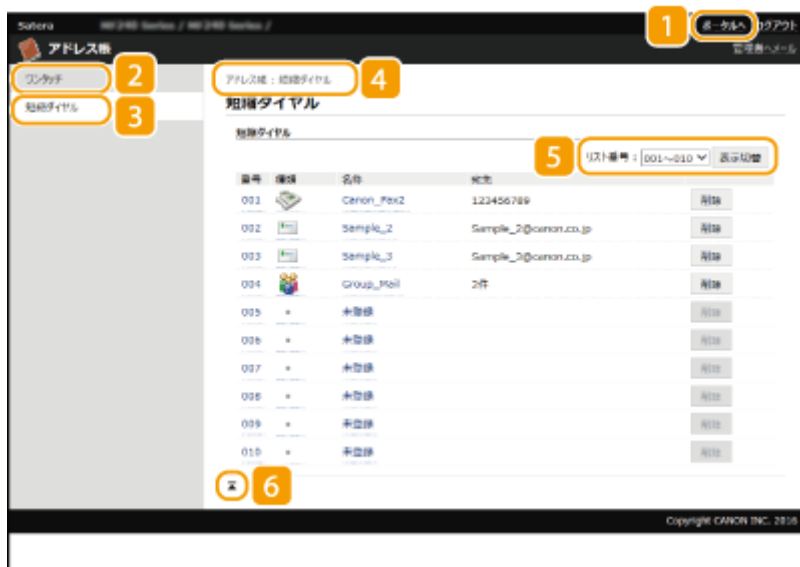 Satera
1
ポータルへ ログアウト
アドレス帳
管理者へメール
ワンタッチ
2
短縮ダイヤル
3
アドレス帳 : 短縮ダイヤル
4
短縮ダイヤル
短縮ダイヤル
5
リスト番号 : 001～010 表示切替
番号 種類 名称 宛先
001 Canon_Fax2 123456789 削除
002 Sample_2 Sample_2@canon.co.jp 削除
003 Sample_3 Sample_3@canon.co.jp 削除
004 Group_Mail 2件 削除
005 未登録 削除
006 未登録 削除
007 未登録 削除
008 未登録 削除
009 未登録 削除
010 未登録 削除
6
Copyright CANON INC. 2016